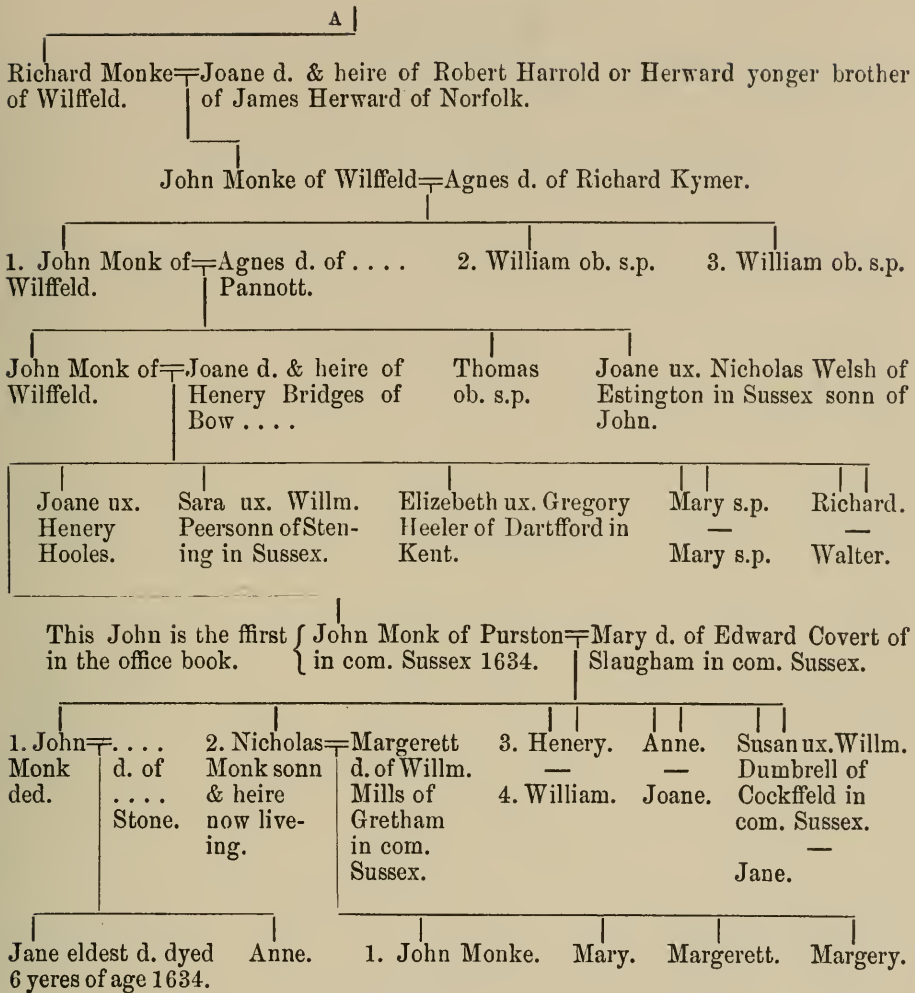 A
Richard Monke Joane d. & heire of Robert Harrold or Herward yonger brother
of Wilffeld. of James Herward of Norfolk.
John Monke of Wilffeld Agnes d. of Richard Kymer.
1. John Monk of Agnes d. of .... 2. William ob. s.p. 3. William ob. s.p.
Wilffeld. Pannott.
John Monk of Joane d. & heire of Thomas Joane ux. Nicholas Welsh of
Wilffeld. Henery Bridges of ob. s.p. Estington in Sussex sonn of
Bow .... John.
Joane ux. Sara ux. Willm. Elizebeth ux. Gregory Mary s.p. Richard.
Henery Peersonn of Sten- Heeler of Dartfford in — —
Hooles. ing in Sussex. Kent. Mary s.p. Walter.
This John is the ffirst { John Monk of Purston Mary d. of Edward Covert of
in the office book. in com. Sussex 1634. Slaugham in com. Sussex.
1. John .... 2. Nicholas Margerett 3. Henery. Anne. Susan ux. Willm.
Monk d. of Monk sonn d. of Willm. — — Dumbrell of
ded. .... & heire Mills of 4. William. Joane. Cockffeld in
Stone. now live- Gretham com. Sussex.
ing. in com. —
Sussex. Jane.
Jane eldest d. dyed Anne. 1. John Monke. Mary. Margerett. Margery.
6 yeres of age 1634.